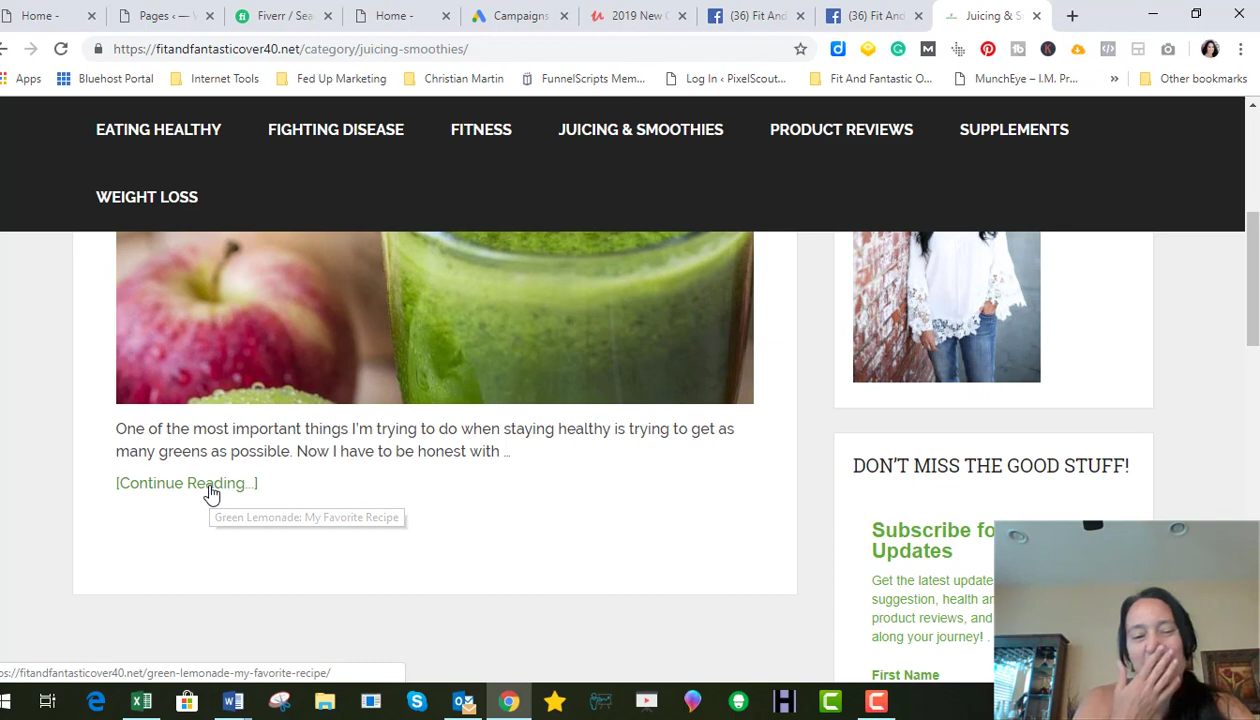 Home -
Pages ‹ —
Fiverr / Sea
Home -
Campaigns
2019 New
(36) Fit And
(36) Fit And
Juicing & S
https://fitandfantasticover40.net/category/juicing-smoothies/
Apps
Bluehost Portal
Internet Tools
Fed Up Marketing
Christian Martin
FunnelScripts Mem...
Log In ‹ PixelScout...
Fit And Fantastic O...
MunchEye – I.M. Pr...
Other bookmarks
EATING HEALTHY FIGHTING DISEASE FITNESS JUICING & SMOOTHIES PRODUCT REVIEWS SUPPLEMENTS
WEIGHT LOSS
One of the most important things I'm trying to do when staying healthy is trying to get as
many greens as possible. Now I have to be honest with …
[Continue Reading...]
Green Lemonade: My Favorite Recipe
DON'T MISS THE GOOD STUFF!
Subscribe fo
Updates
Get the latest update
suggestion, health an
product reviews, and
along your journey! .
First Name
ps://fitandfantasticover40.net/green-lemonade-my-favorite-recipe/